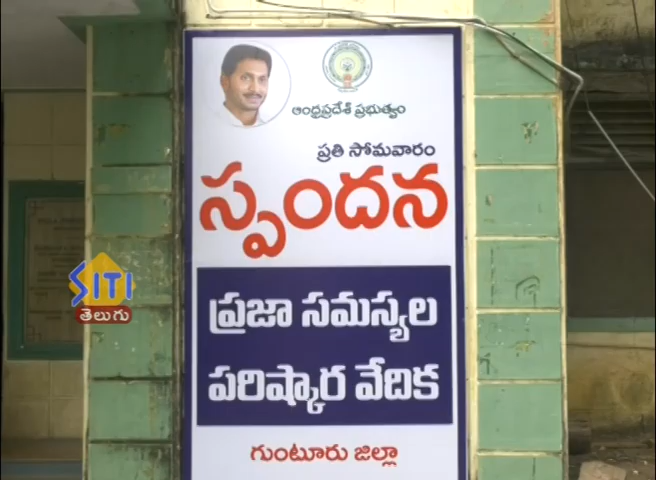 ఆంధ్రప్రదేశ్ ప్రభుత్వం
ప్రతి సోమవారం
స్పందన
ప్రజా సమస్యల
పరిష్కార వేదిక
గుంటూరు జిల్లా
SITI
తెలుగు